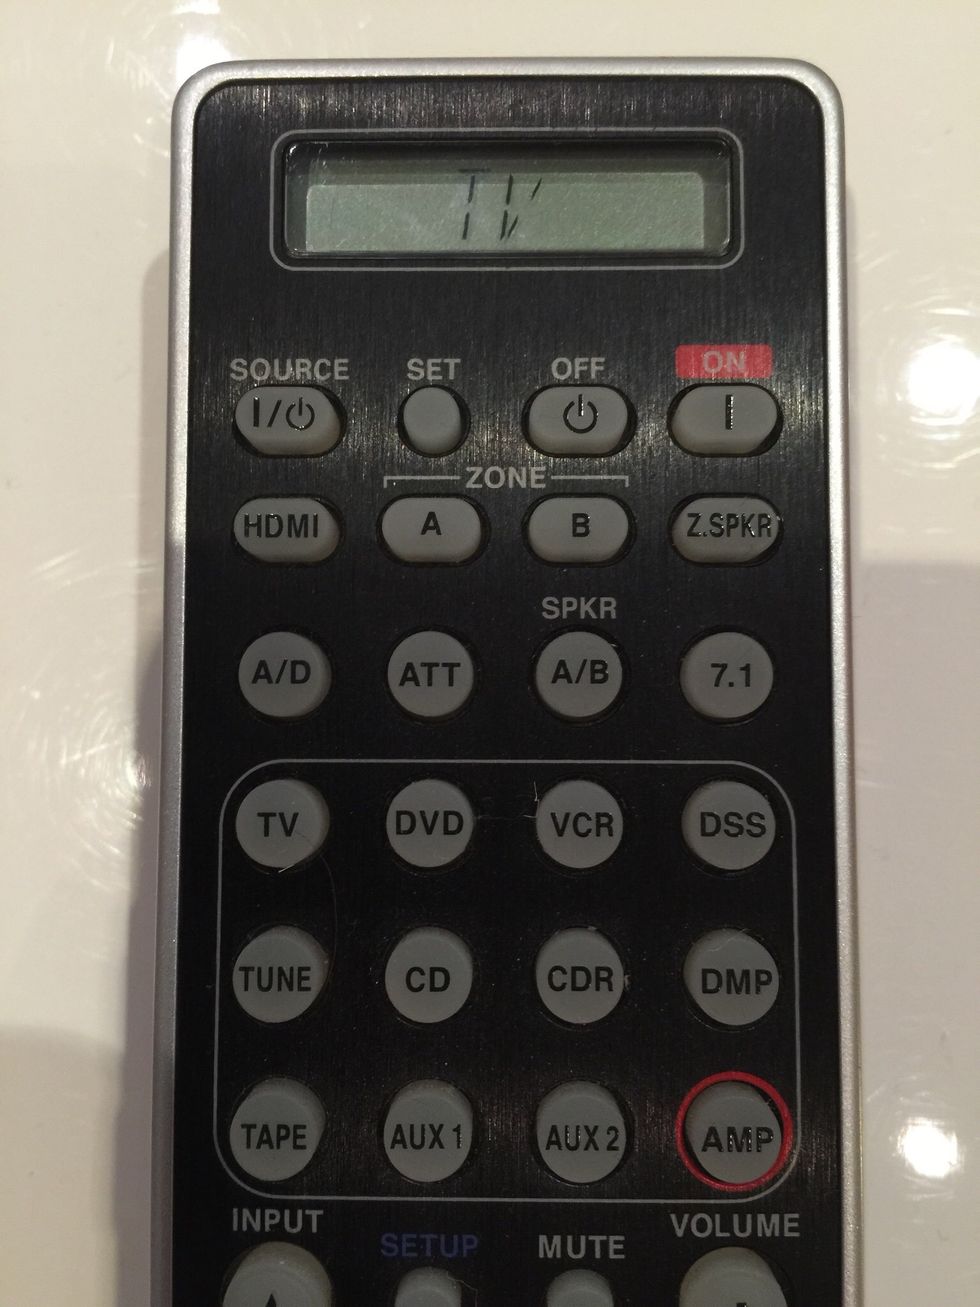 TV
SOURCE SET OFF ON
I/⏻ ⏻ I
ZONE
HDMI A B Z.SPKR
SPKR
A/D ATT A/B 7.1
TV DVD VCR DSS
TUNE CD CDR DMP
TAPE AUX 1 AUX 2 AMP
INPUT SETUP MUTE VOLUME